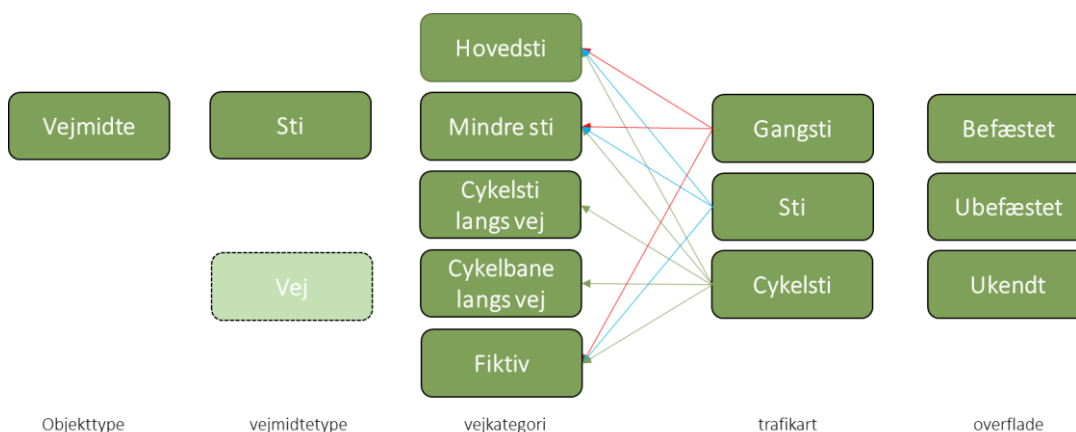 Hovedsti
Vejmidte
Sti
Mindre sti
Gangsti
Befæstet
Cykelsti
langs vej
Sti
Ubefæstet
Vej
Cykelbane
langs vej
Cykelsti
Ukendt
Fiktiv
Objekttype
vejmidtetype
vejkategori
trafikart
overflade